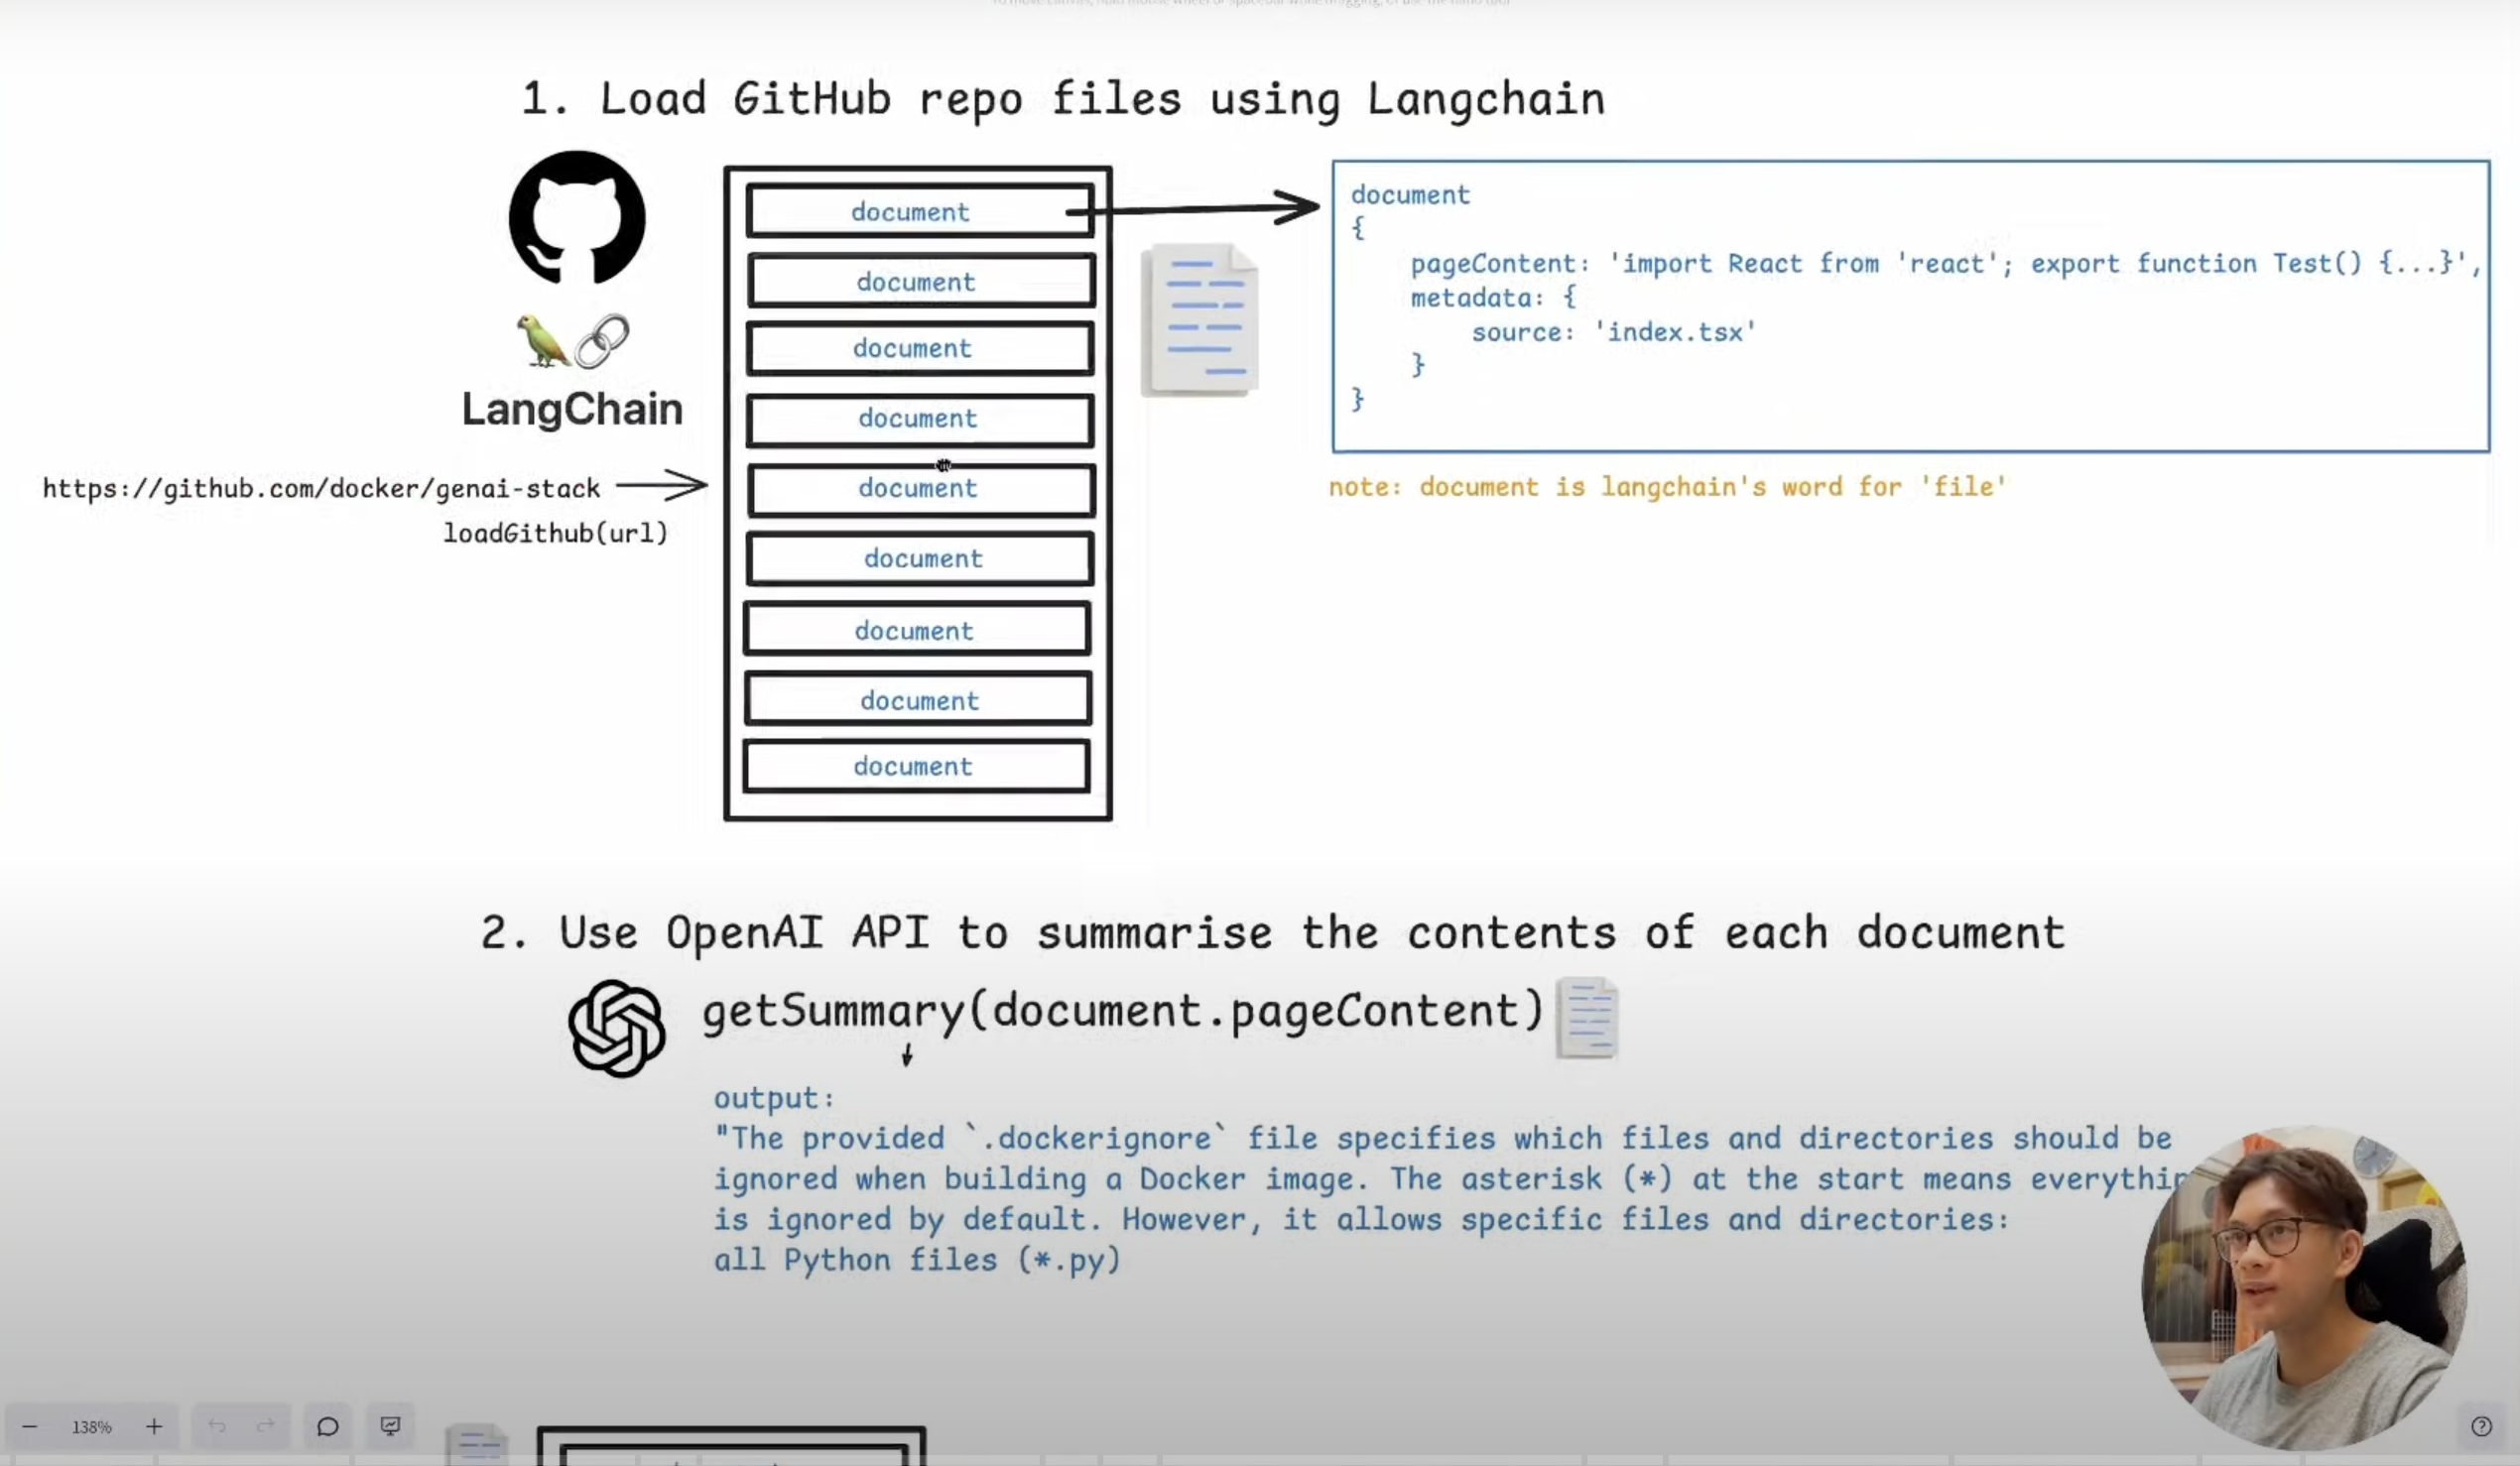 1. Load GitHub repo files using Langchain
document
document
document
document
document
document
document
document
document
LangChain
https://github.com/docker/genai-stack
loadGithub(url)
document
{
pageContent: 'import React from 'react'; export function Test() {...}',
metadata: {
source: 'index.tsx'
}
}
note: document is langchain's word for 'file'
2. Use OpenAI API to summarise the contents of each document
getSummary(document.pageContent)
output:
"The provided `.dockerignore` file specifies which files and directories should be
ignored when building a Docker image. The asterisk (*) at the start means everythin
is ignored by default. However, it allows specific files and directories:
all Python files (*.py)
138%